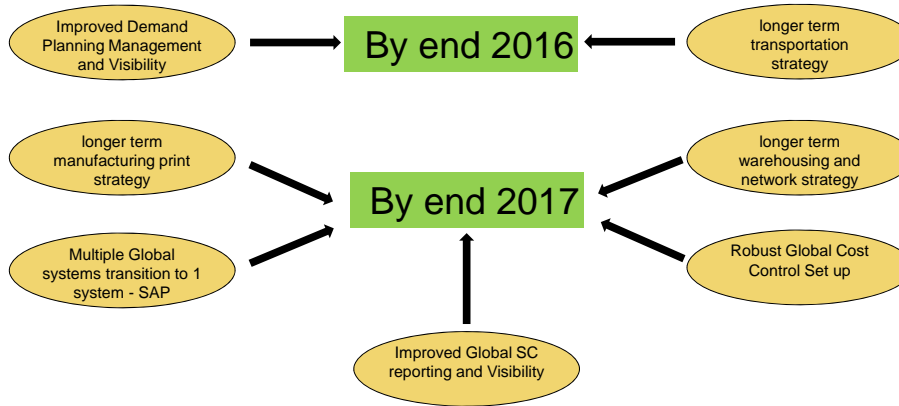 Improved Demand
Planning Management
and Visibility
By end 2016
longer term
transportation
strategy
longer term
manufacturing print
strategy
longer term
warehousing and
network strategy
By end 2017
Multiple Global
systems transition to 1
system - SAP
Robust Global Cost
Control Set up
Improved Global SC
reporting and Visibility